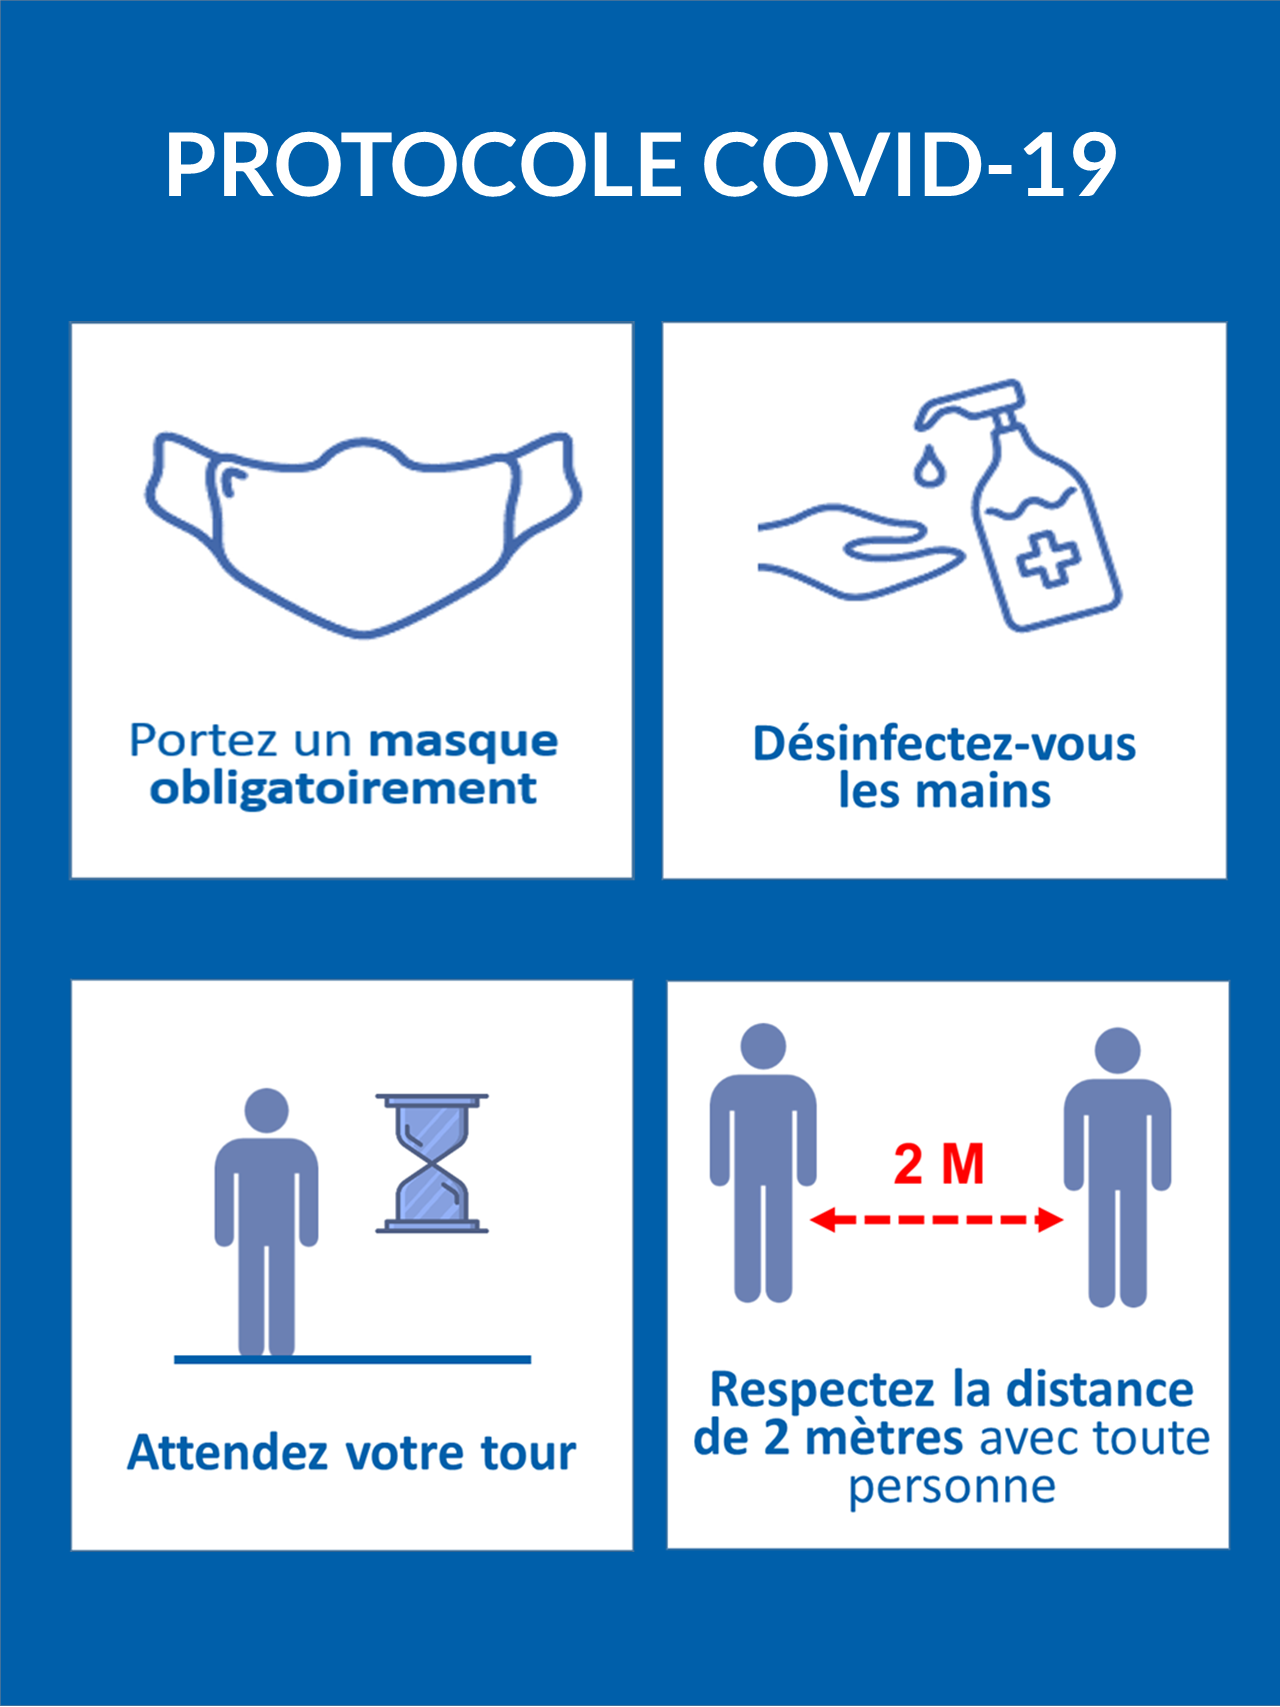 PROTOCOLE COVID-19
Portez un masque
obligatoirement
Désinfectez-vous
les mains
Attendez votre tour
2 M
Respectez la distance
de 2 mètres avec toute
personne